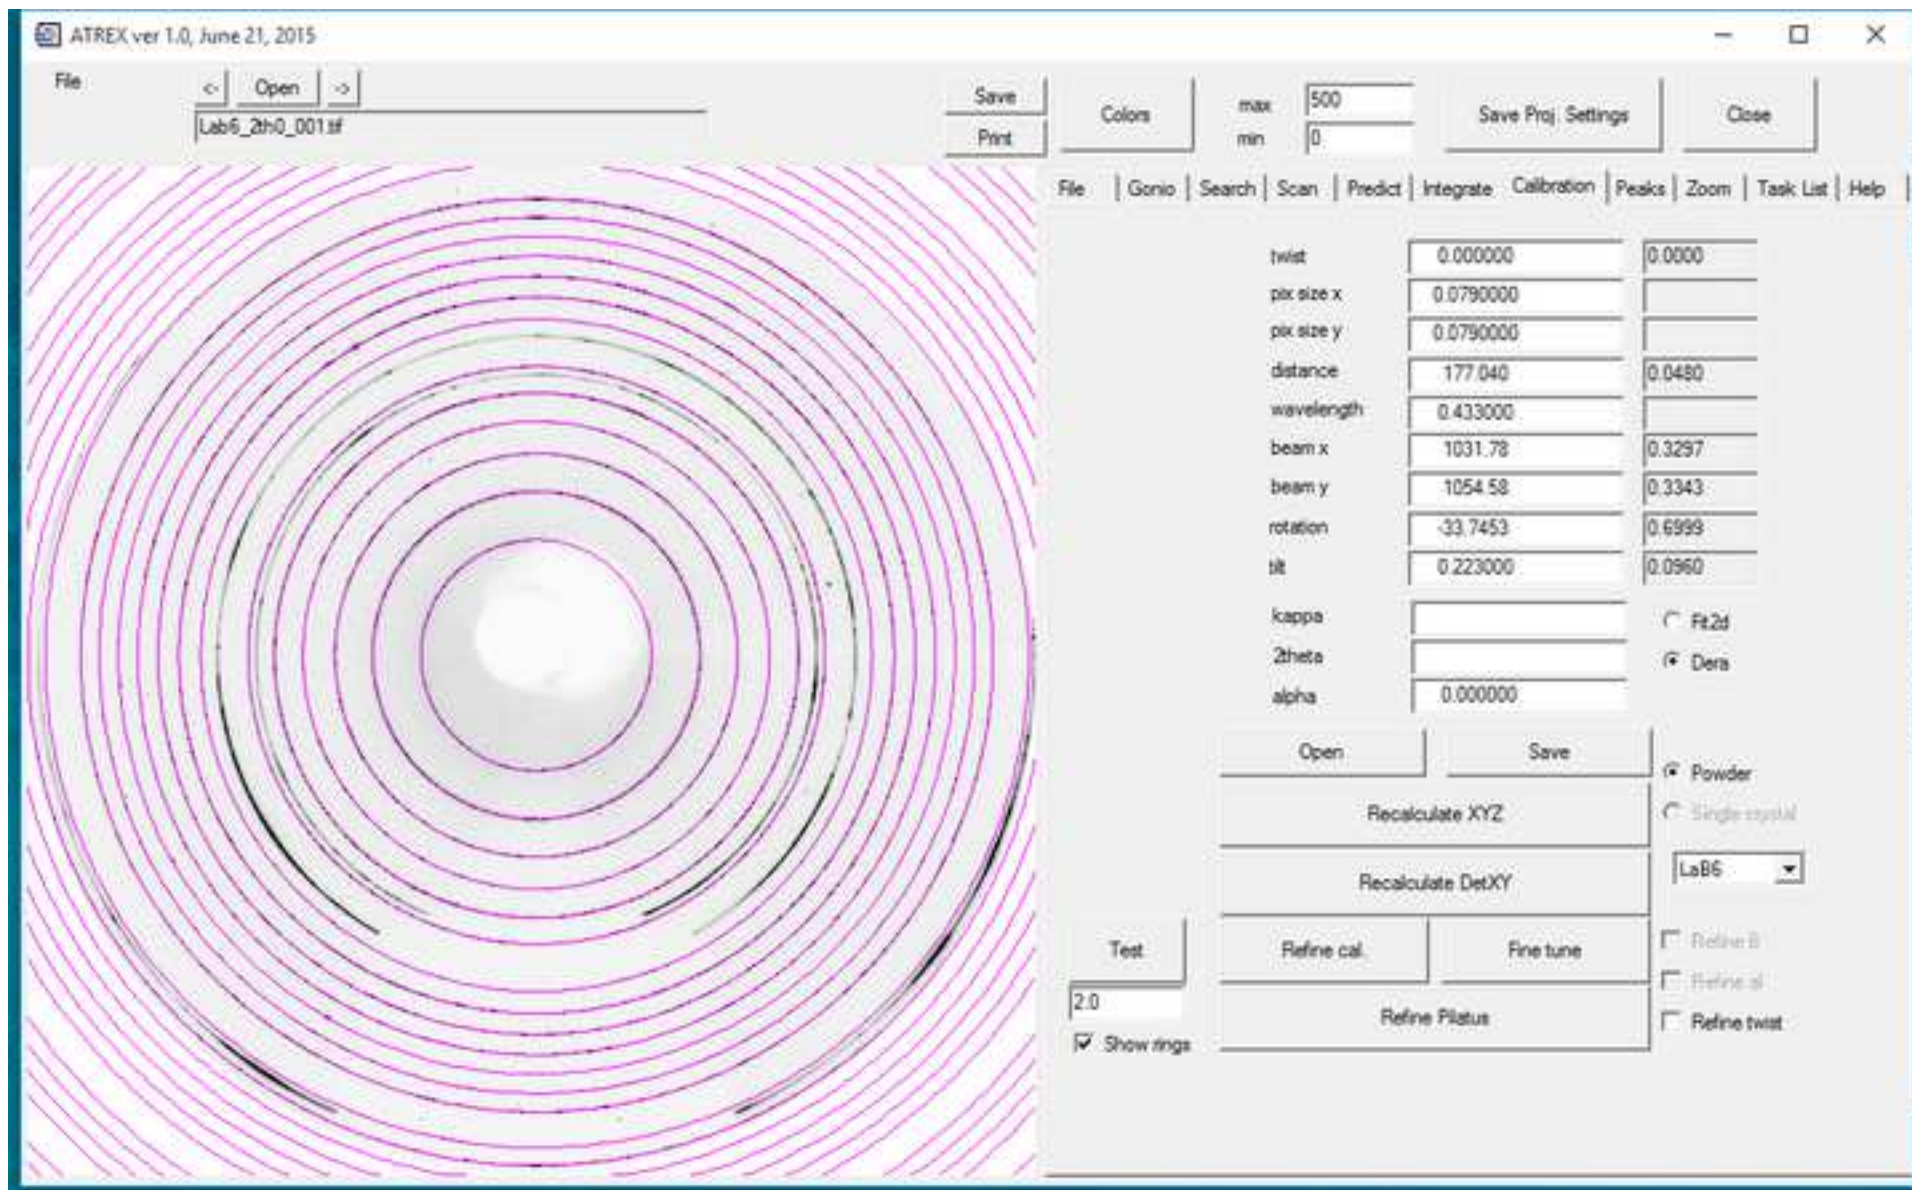 ATREX ver 1.0, June 21, 2015
File
<- Open ->
Lab6_2th0_001.tif
Save
Print
Colors
max 500
min 0
Save Proj. Settings
Close
File Gonio Search Scan Predict Integrate Calibration Peaks Zoom Task List Help
twist 0.000000 0.0000
pix size x 0.0790000
pix size y 0.0790000
distance 177.040 0.0480
wavelength 0.433000
beam x 1031.78 0.3297
beam y 1054.58 0.3343
rotation -33.7453 0.6999
tilt 0.223000 0.0960
kappa Fit2d
2theta Dera
alpha 0.000000
Open Save
Powder
Recalculate XYZ
Single crystal
LaB6
Recalculate DetXY
Test Refine cal. Fine tune
Refine B
Refine al
2.0
Refine Pilatus
Refine twist
Show rings